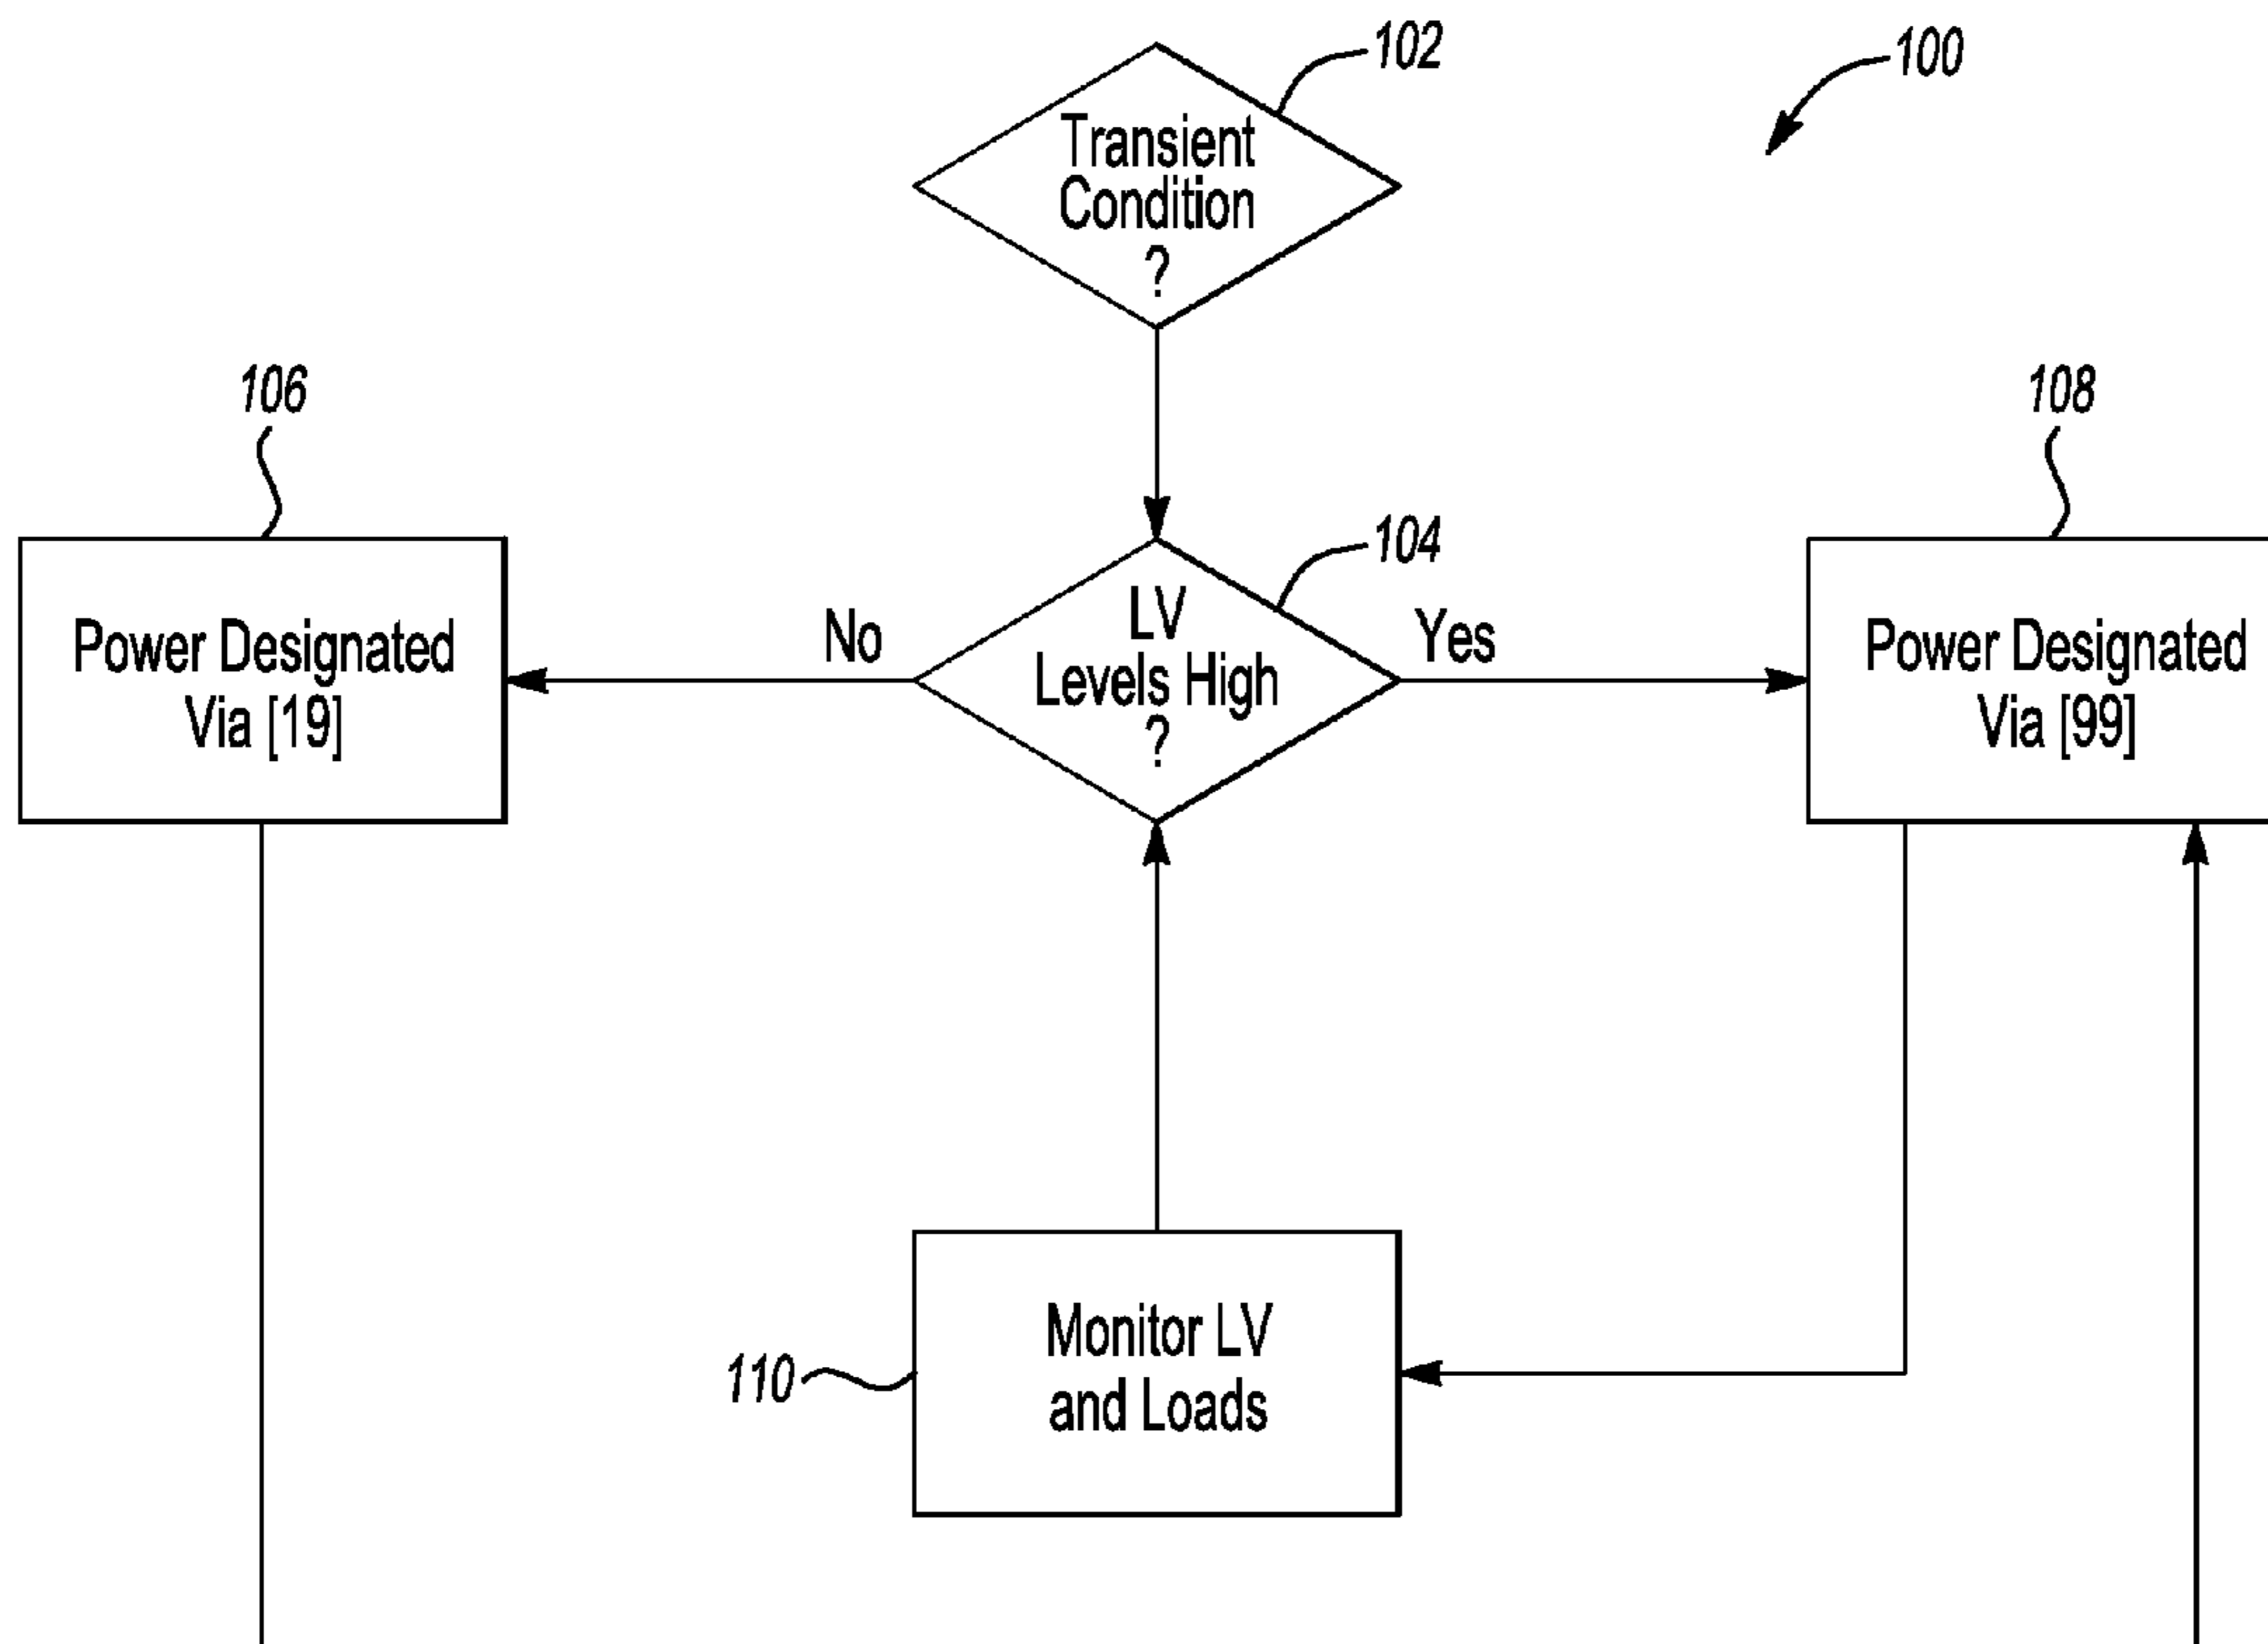 102
100
Transient
Condition
?
106
108
104
LV
Levels High
?
No
Yes
Power Designated
Via [19]
Power Designated
Via [99]
110
Monitor LV
and Loads